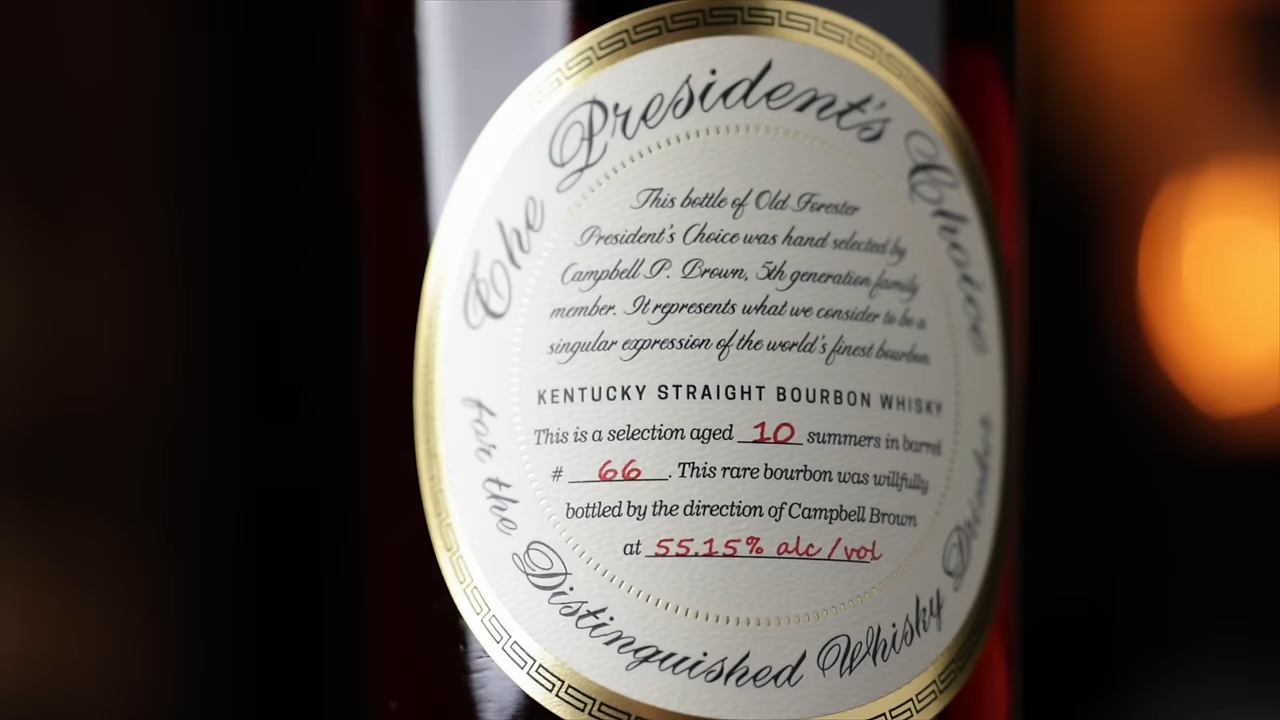 The President's Choice
This bottle of Old Forester
President's Choice was hand selected by
Campbell P. Brown, 5th generation family
member. It represents what we consider to be a
singular expression of the world's finest bourbon.
KENTUCKY STRAIGHT BOURBON WHISKY
This is a selection aged 10 summers in barrel
# 66. This rare bourbon was willfully
bottled by the direction of Campbell Brown
at 55.15% alc/vol
for the Distinguished Whisky Drinker